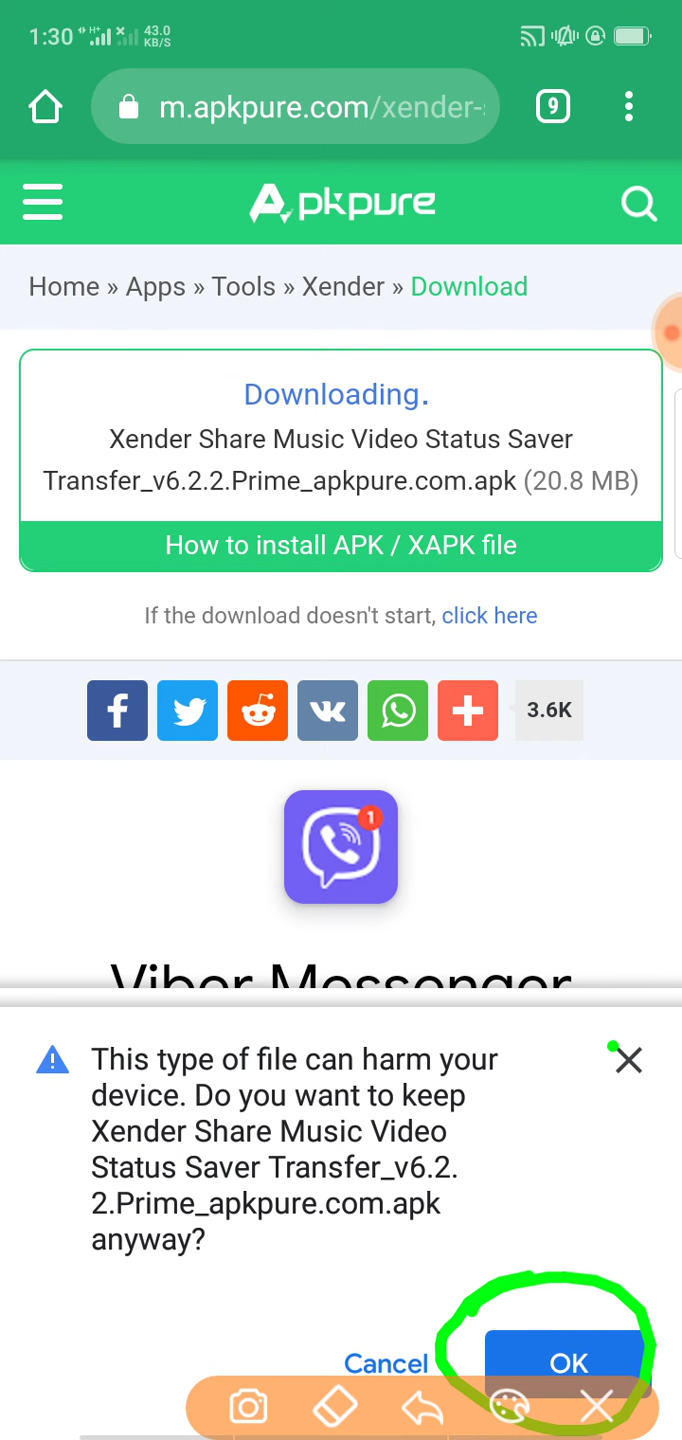 1:30 H+ 43.0 KB/S
m.apkpure.com/xender- 9
Apkpure
Home » Apps » Tools » Xender » Download
Downloading.
Xender Share Music Video Status Saver
Transfer_v6.2.2.Prime_apkpure.com.apk (20.8 MB)
How to install APK / XAPK file
If the download doesn't start, click here
3.6K
1
Viber Messenger
This type of file can harm your
device. Do you want to keep
Xender Share Music Video
Status Saver Transfer_v6.2.
2.Prime_apkpure.com.apk
anyway?
Cancel OK